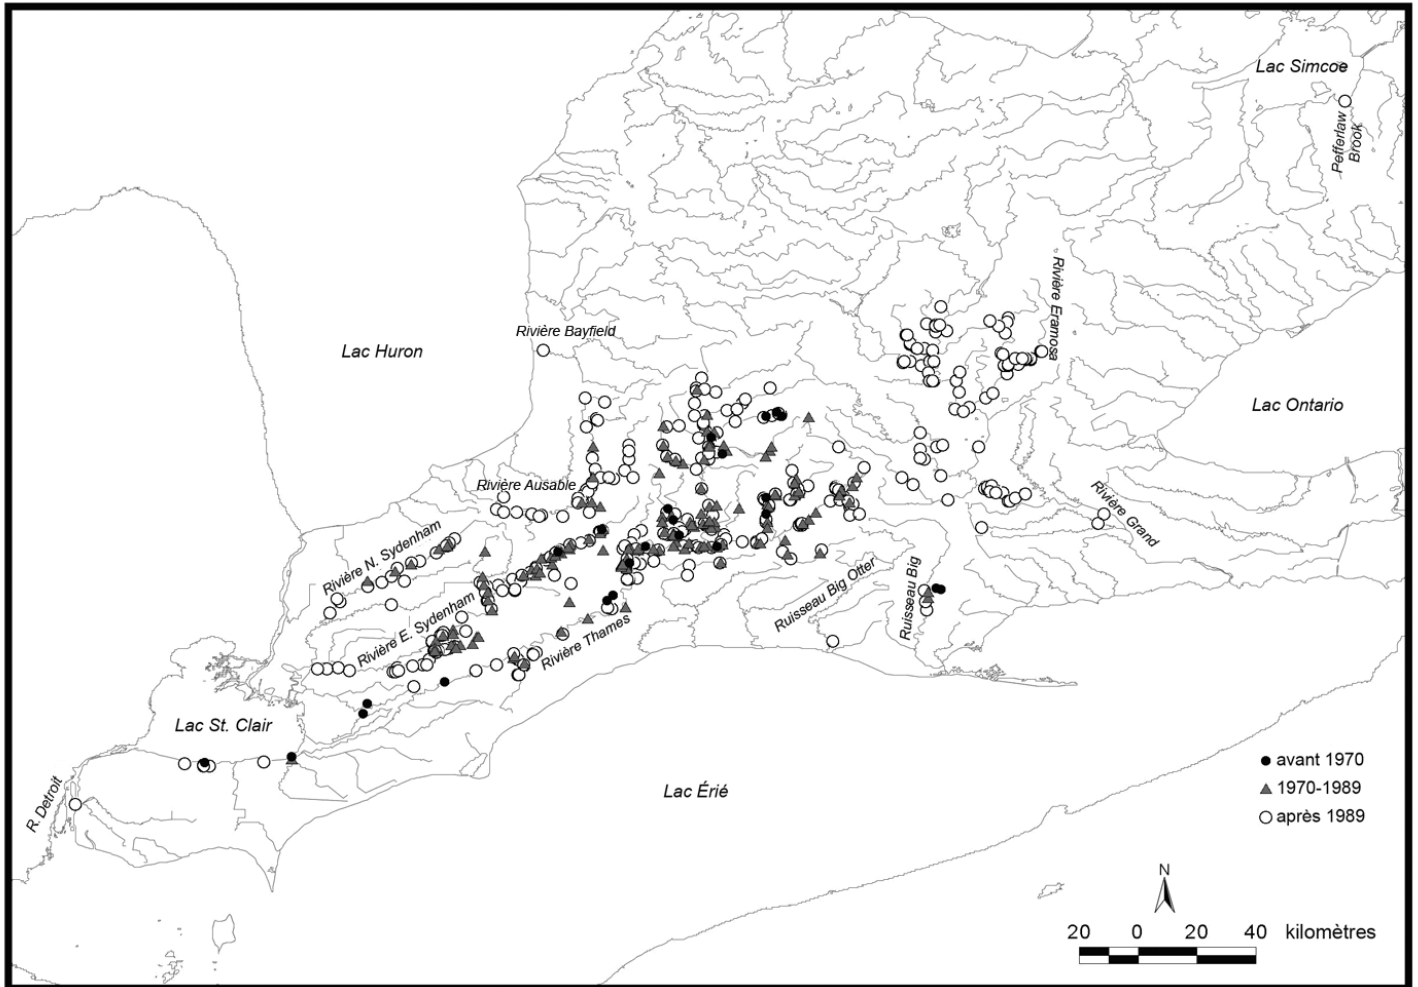 Lac Simcoe
Pefferlaw
Brook
Rivière Eramosa
Rivière Bayfield
Lac Huron
Lac Ontario
Rivière Ausable
Rivière Grand
Rivière N. Sydenham
Rivière E. Sydenham
Ruisseau Big Otter
Ruisseau Big
Rivière Thames
Lac St. Clair
R. Detroit
Lac Érié
avant 1970
1970-1989
après 1989
N
20 0 20 40 kilomètres